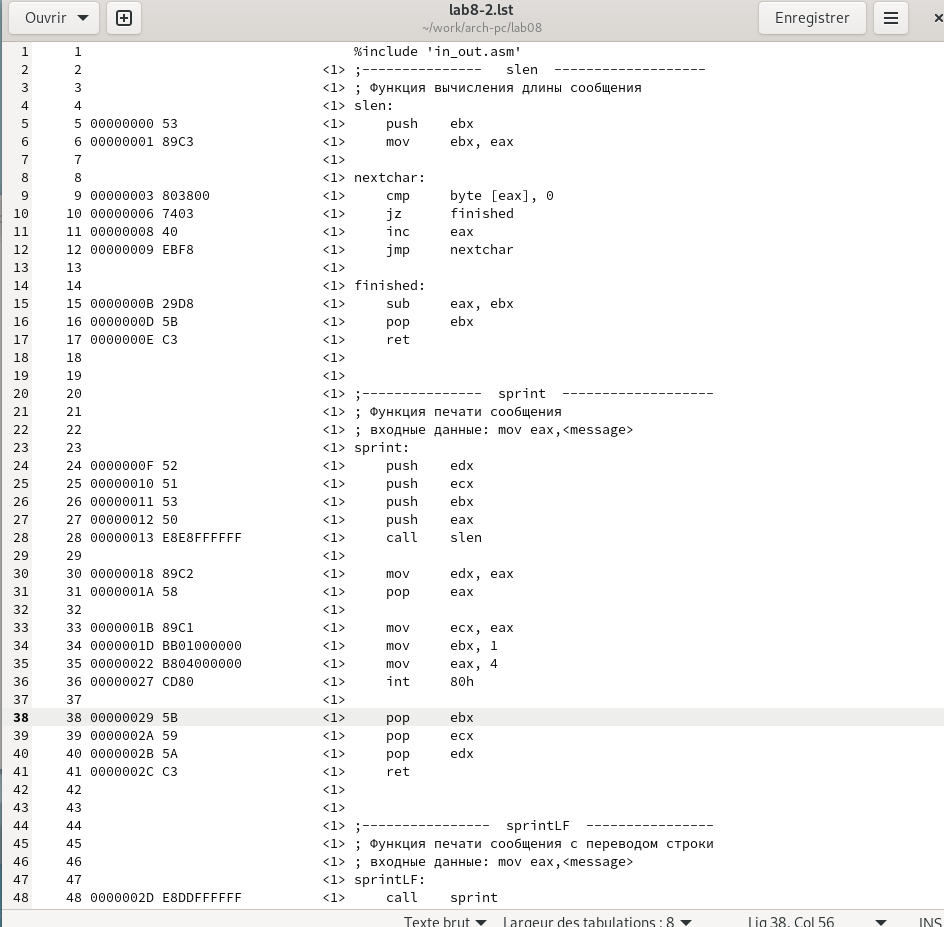 Ouvrir
lab8-2.lst
~/work/arch-pc/lab08
Enregistrer
1 1 %include 'in_out.asm'
2 2 <1> ;--------------- slen -------------------
3 3 <1> ; Функция вычисления длины сообщения
4 4 <1> slen:
5 5 00000000 53 <1> push ebx
6 6 00000001 89C3 <1> mov ebx, eax
7 7 <1>
8 8 <1> nextchar:
9 9 00000003 803800 <1> cmp byte [eax], 0
10 10 00000006 7403 <1> jz finished
11 11 00000008 40 <1> inc eax
12 12 00000009 EBF8 <1> jmp nextchar
13 13 <1>
14 14 <1> finished:
15 15 0000000B 29D8 <1> sub eax, ebx
16 16 0000000D 5B <1> pop ebx
17 17 0000000E C3 <1> ret
18 18 <1>
19 19 <1>
20 20 <1> ;--------------- sprint -------------------
21 21 <1> ; Функция печати сообщения
22 22 <1> ; входные данные: mov eax,<message>
23 23 <1> sprint:
24 24 0000000F 52 <1> push edx
25 25 00000010 51 <1> push ecx
26 26 00000011 53 <1> push ebx
27 27 00000012 50 <1> push eax
28 28 00000013 E8E8FFFFFF <1> call slen
29 29 <1>
30 30 00000018 89C2 <1> mov edx, eax
31 31 0000001A 58 <1> pop eax
32 32 <1>
33 33 0000001B 89C1 <1> mov ecx, eax
34 34 0000001D BB01000000 <1> mov ebx, 1
35 35 00000022 B804000000 <1> mov eax, 4
36 36 00000027 CD80 <1> int 80h
37 37 <1>
38 38 00000029 5B <1> pop ebx
39 39 0000002A 59 <1> pop ecx
40 40 0000002B 5A <1> pop edx
41 41 0000002C C3 <1> ret
42 42 <1>
43 43 <1>
44 44 <1> ;---------------- sprintLF ----------------
45 45 <1> ; Функция печати сообщения с переводом строки
46 46 <1> ; входные данные: mov eax,<message>
47 47 <1> sprintLF:
48 48 0000002D E8DDFFFFFF <1> call sprint
Texte brut Largeur des tabulations : 8 Lig 38, Col 56 INS